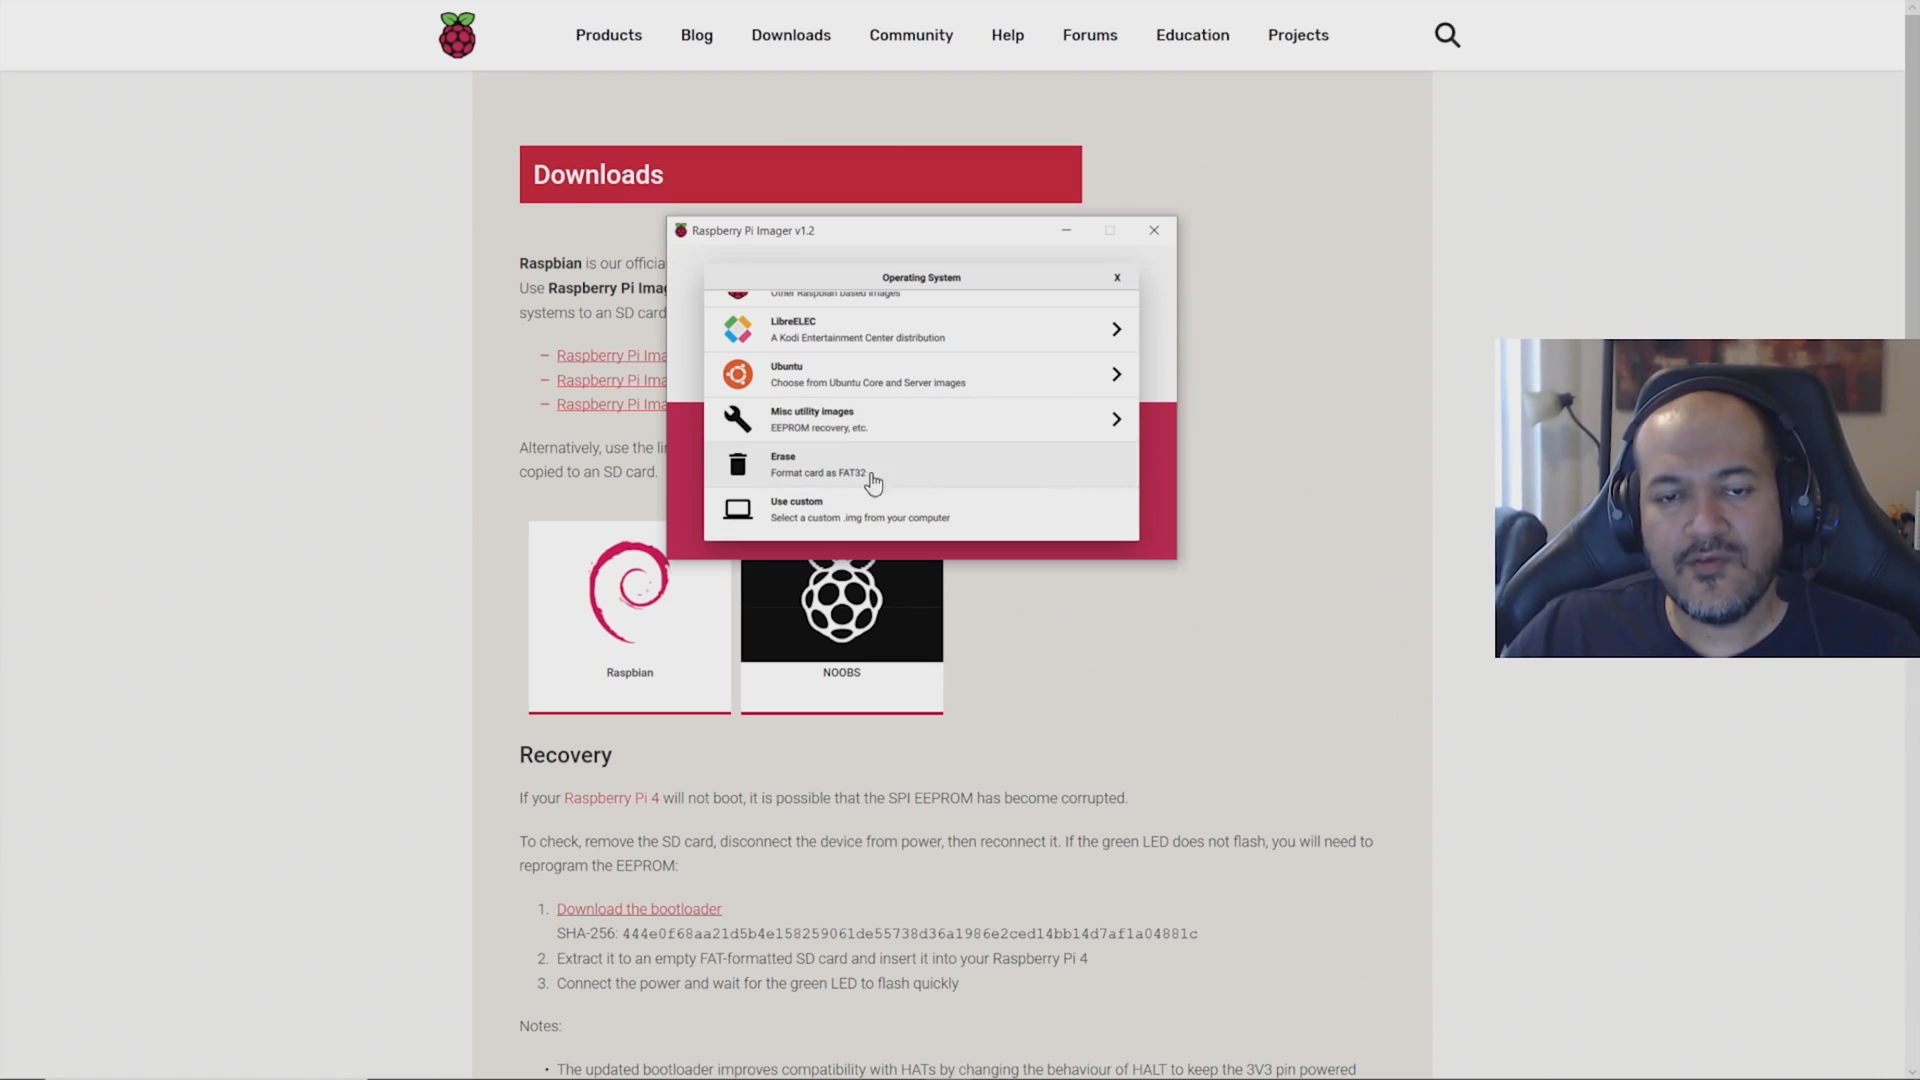 Products Blog Downloads Community Help Forums Education Projects
Downloads
Raspberry Pi Imager v1.2
Operating System X
Other Raspbian based images
LibreELEC
A Kodi Entertainment Center distribution
Ubuntu
Choose from Ubuntu Core and Server images
Misc utility images
EEPROM recovery, etc.
Erase
Format card as FAT32
Use custom
Select a custom .img from your computer
Raspbian is our officia
Use Raspberry Pi Imag
systems to an SD card
– Raspberry Pi Ima
– Raspberry Pi Ima
– Raspberry Pi Ima
Alternatively, use the li
copied to an SD card.
Raspbian
NOOBS
Recovery
If your Raspberry Pi 4 will not boot, it is possible that the SPI EEPROM has become corrupted.
To check, remove the SD card, disconnect the device from power, then reconnect it. If the green LED does not flash, you will need to
reprogram the EEPROM:
1. Download the bootloader
SHA-256: 444e0f68aa21d5b4e158259061de55738d36a1986e2ced14bb14d7af1a04881c
2. Extract it to an empty FAT-formatted SD card and insert it into your Raspberry Pi 4
3. Connect the power and wait for the green LED to flash quickly
Notes:
• The updated bootloader improves compatibility with HATs by changing the behaviour of HALT to keep the 3V3 pin powered